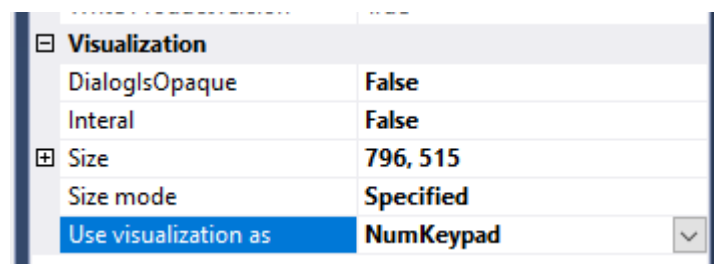 Visualization
DialogIsOpaque False
Interal False
Size 796, 515
Size mode Specified
Use visualization as NumKeypad